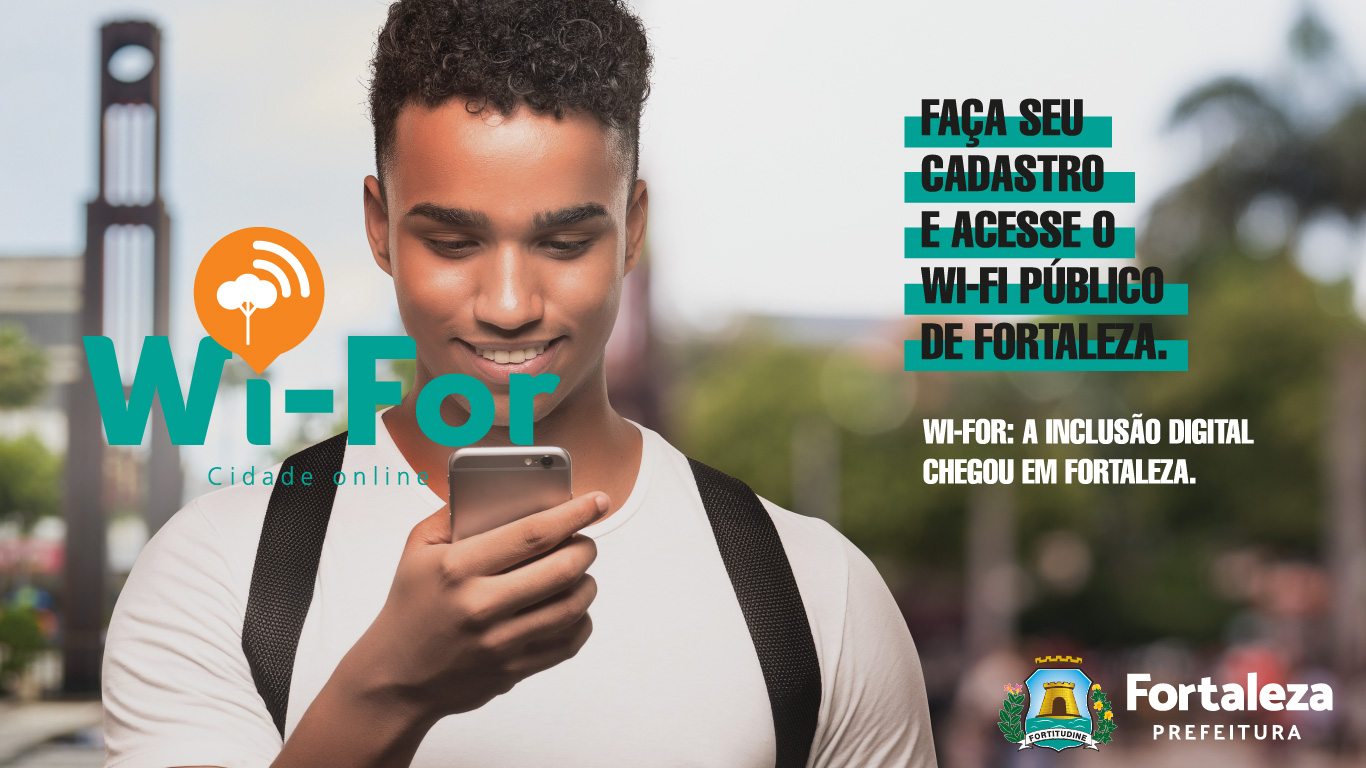 Wi-For
Cidade online
FAÇA SEU
CADASTRO
E ACESSE O
WI-FI PÚBLICO
DE FORTALEZA.
WI-FOR: A INCLUSÃO DIGITAL
CHEGOU EM FORTALEZA.
FORTITUDINE
Fortaleza
PREFEITURA